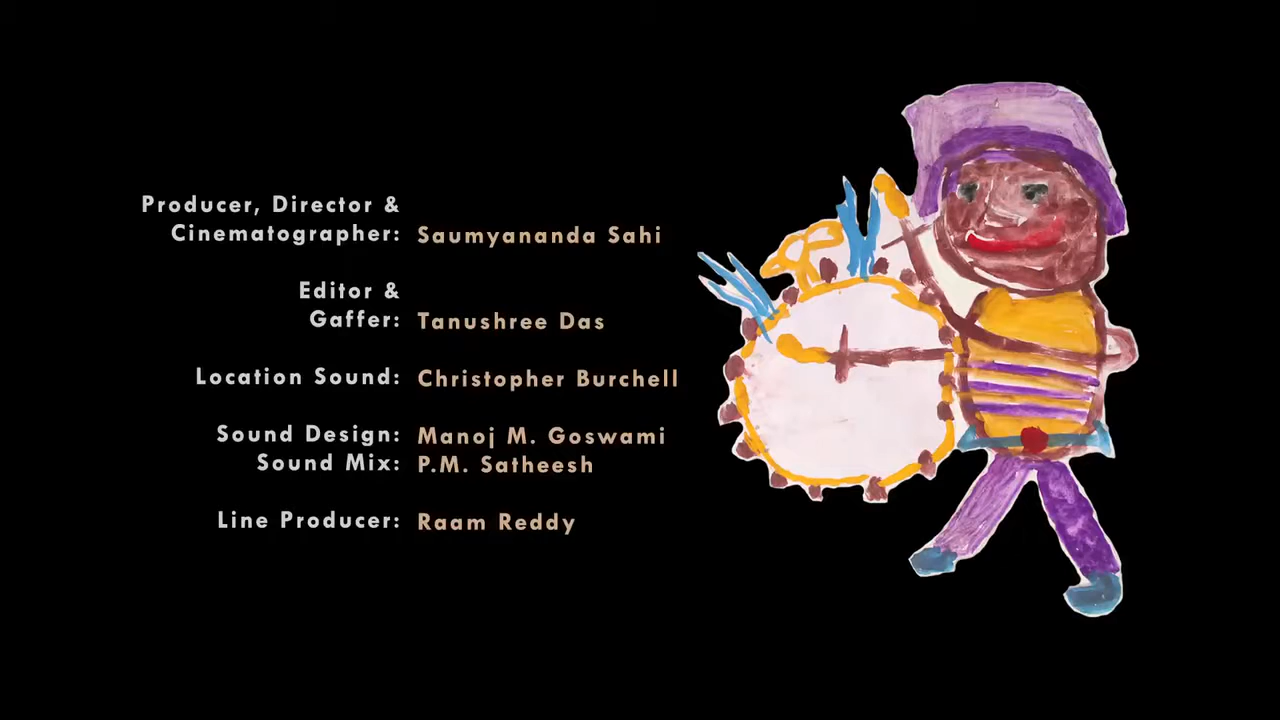 Producer, Director &
Cinematographer: Saumyananda Sahi
Editor &
Gaffer: Tanushree Das
Location Sound: Christopher Burchell
Sound Design: Manoj M. Goswami
Sound Mix: P.M. Satheesh
Line Producer: Raam Reddy